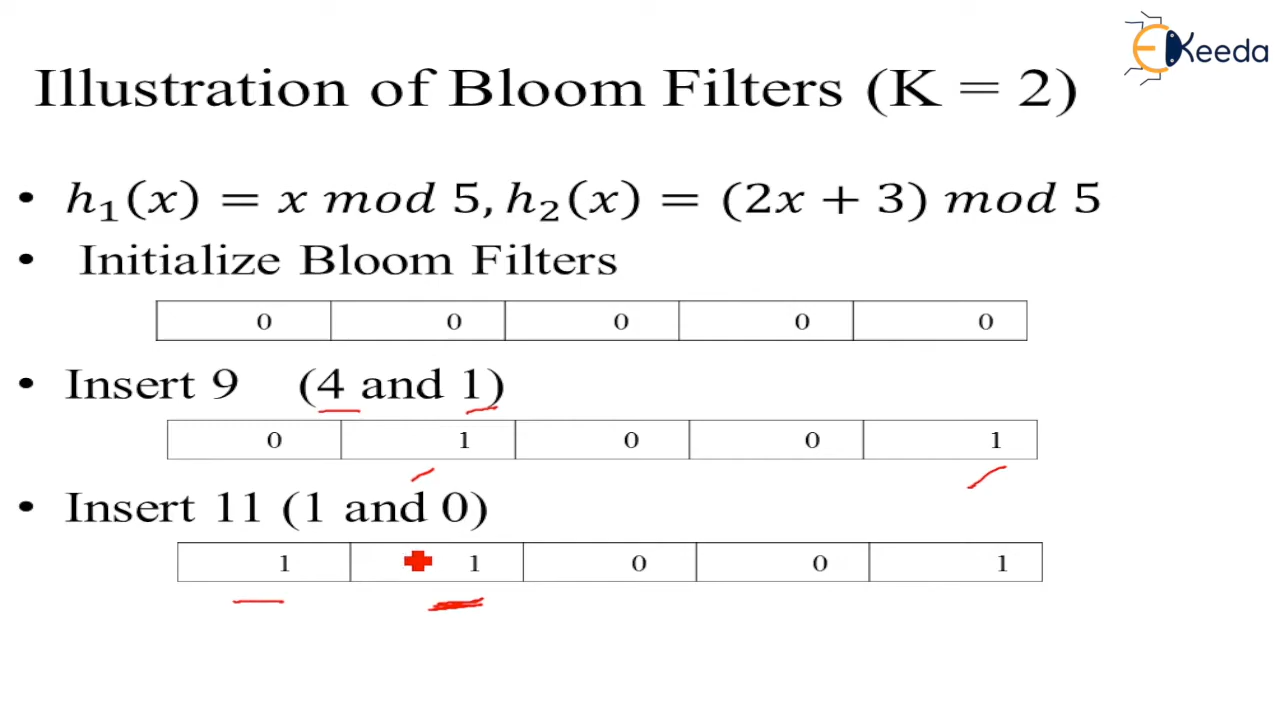 EKeeda
Illustration of Bloom Filters (K = 2)
• h₁(x) = x mod 5, h₂(x) = (2x + 3) mod 5
• Initialize Bloom Filters
0 0 0 0 0
• Insert 9 (4 and 1)
0 1 0 0 1
• Insert 11 (1 and 0)
1 1 0 0 1